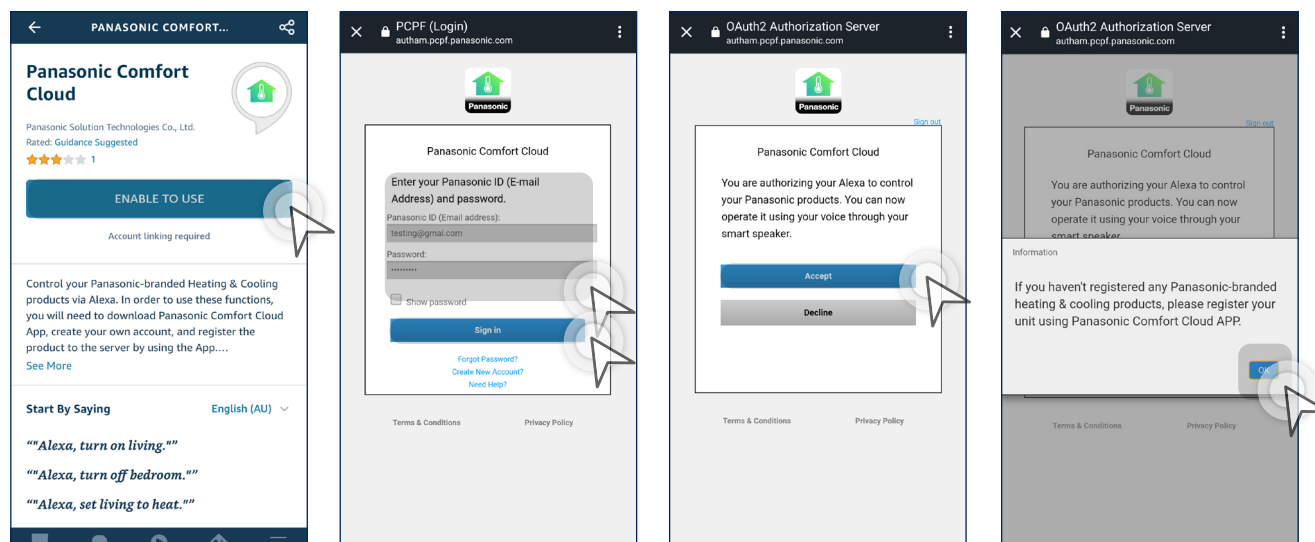 PANASONIC COMFORT...
Panasonic Comfort
Cloud
Panasonic Solution Technologies Co., Ltd.
Rated: Guidance Suggested
1
ENABLE TO USE
Account linking required
Control your Panasonic-branded Heating & Cooling
products via Alexa. In order to use these functions,
you will need to download Panasonic Comfort Cloud
App, create your own account, and register the
product to the server by using the App....
See More
Start By Saying
English (AU)
“"Alexa, turn on living."”
“"Alexa, turn off bedroom."”
“"Alexa, set living to heat."”
PCPF (Login)
autham.pcpf.panasonic.com
Panasonic
Panasonic Comfort Cloud
Enter your Panasonic ID (E-mail
Address) and password.
Panasonic ID (Email address):
testing@gmai.com
Password:
•••••••••
Show password
Sign in
Forgot Password?
Create New Account?
Need Help?
Terms & Conditions
Privacy Policy
OAuth2 Authorization Server
autham.pcpf.panasonic.com
Panasonic
Sign out
Panasonic Comfort Cloud
You are authorizing your Alexa to control
your Panasonic products. You can now
operate it using your voice through your
smart speaker.
Accept
Decline
Terms & Conditions
Privacy Policy
OAuth2 Authorization Server
autham.pcpf.panasonic.com
Panasonic
Sign out
Panasonic Comfort Cloud
You are authorizing your Alexa to control
your Panasonic products. You can now
operate it using your voice through your
smart speaker.
Information
If you haven't registered any Panasonic-branded
heating & cooling products, please register your
unit using Panasonic Comfort Cloud APP.
OK
Terms & Conditions
Privacy Policy